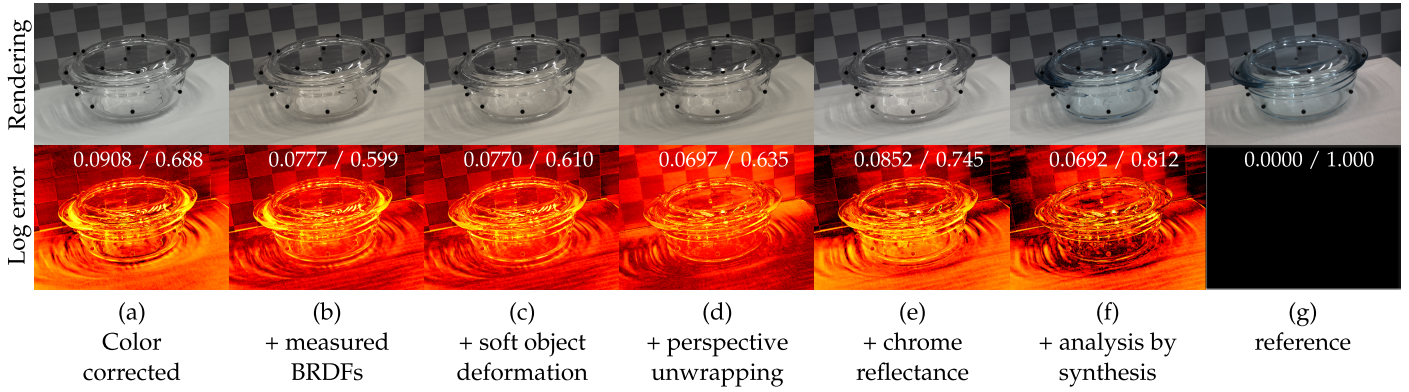 Rendering
Log error
0.0908 / 0.688
0.0777 / 0.599
0.0770 / 0.610
0.0697 / 0.635
0.0852 / 0.745
0.0692 / 0.812
0.0000 / 1.000
(a)
Color
corrected
(b)
+ measured
BRDFs
(c)
+ soft object
deformation
(d)
+ perspective
unwrapping
(e)
+ chrome
reflectance
(f)
+ analysis by
synthesis
(g)
reference